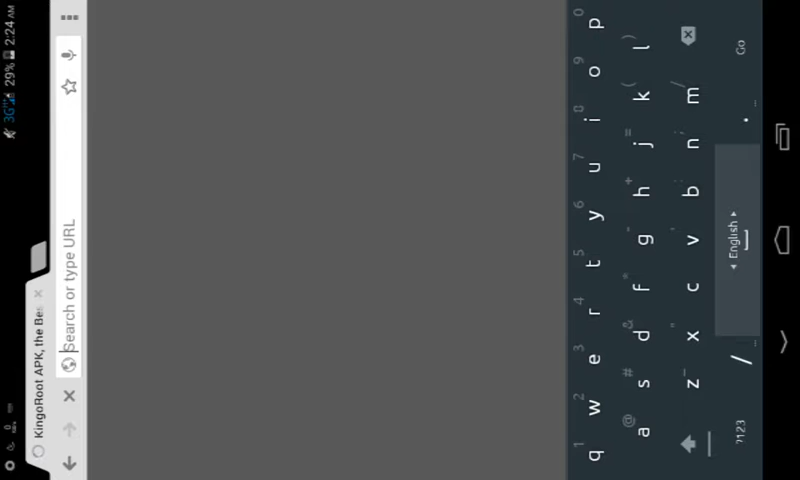 3G H+ 29% 2:24 AM
KingoRoot APK, the Bes
Search or type URL
1 2 3 4 5 6 7 8 9 0
q w e r t y u i o p
@ # & * - + = ( )
a s d f g h j k l
z x c v b n m
?123 / English . Go